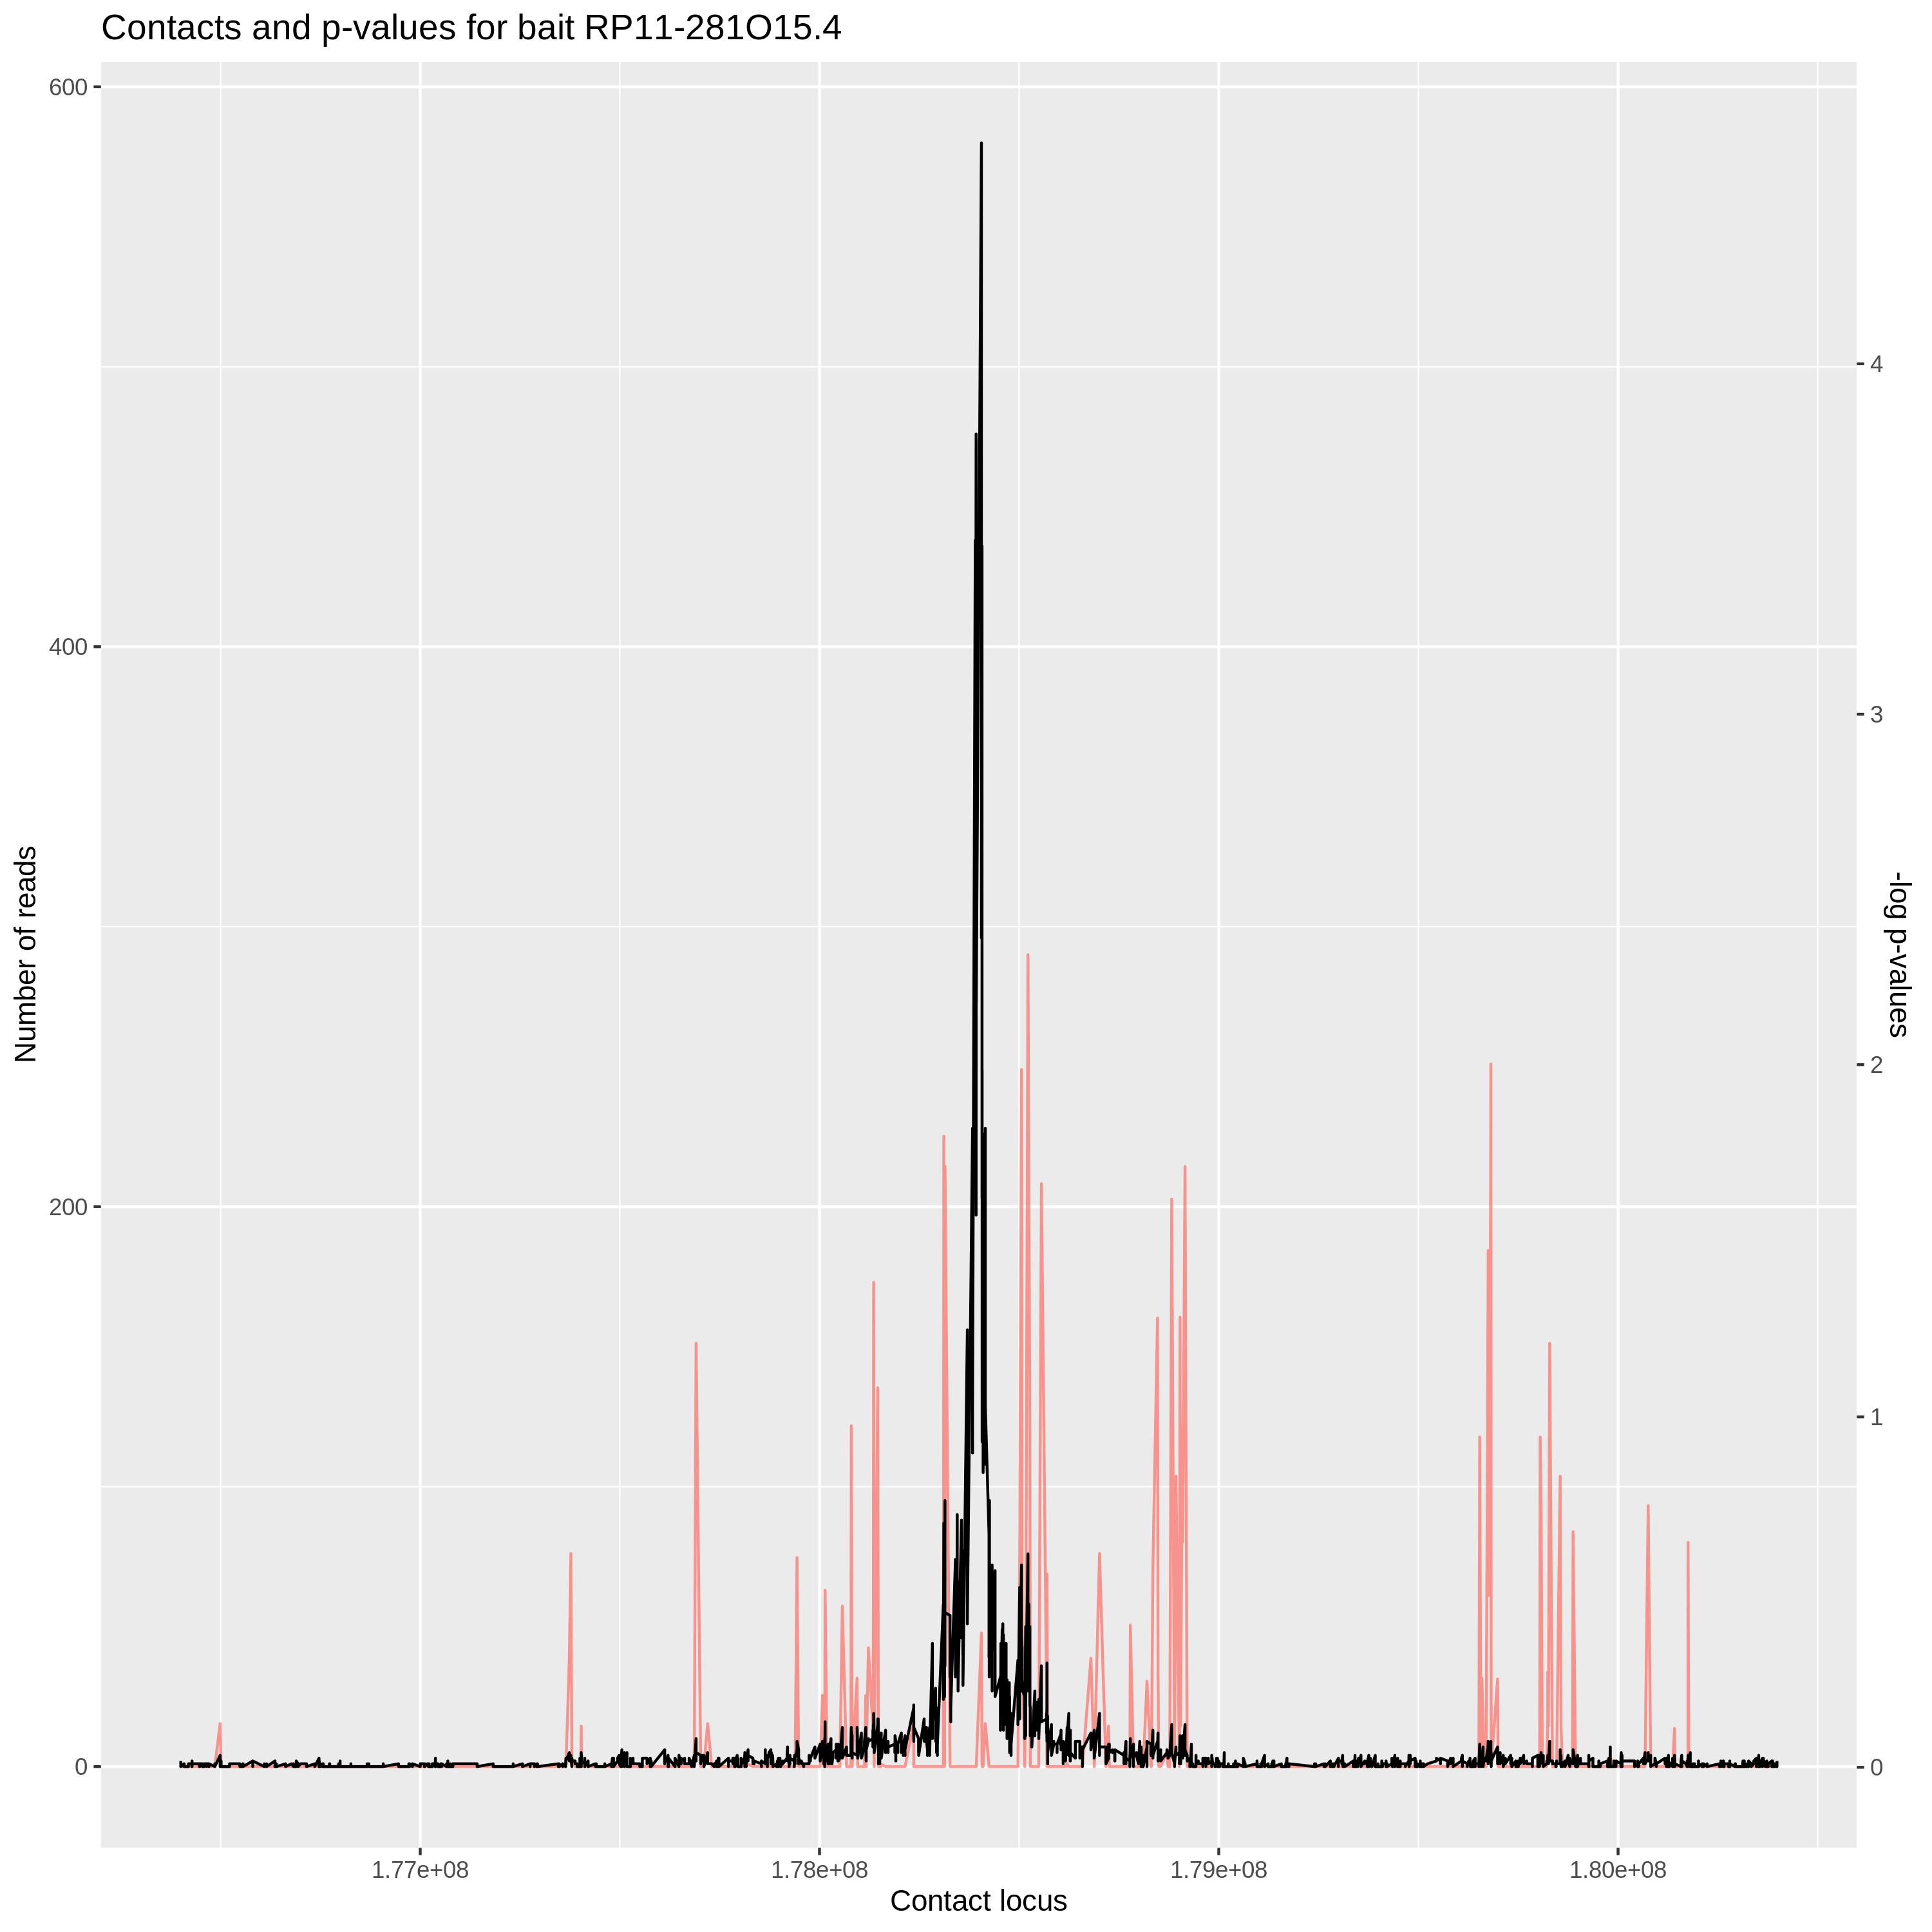 Contacts and p-values for bait RP11-281O15.4
600
400
200
0
Number of reads
4
3
2
1
0
-log p-values
1.77e+08
1.78e+08
1.79e+08
1.80e+08
Contact locus